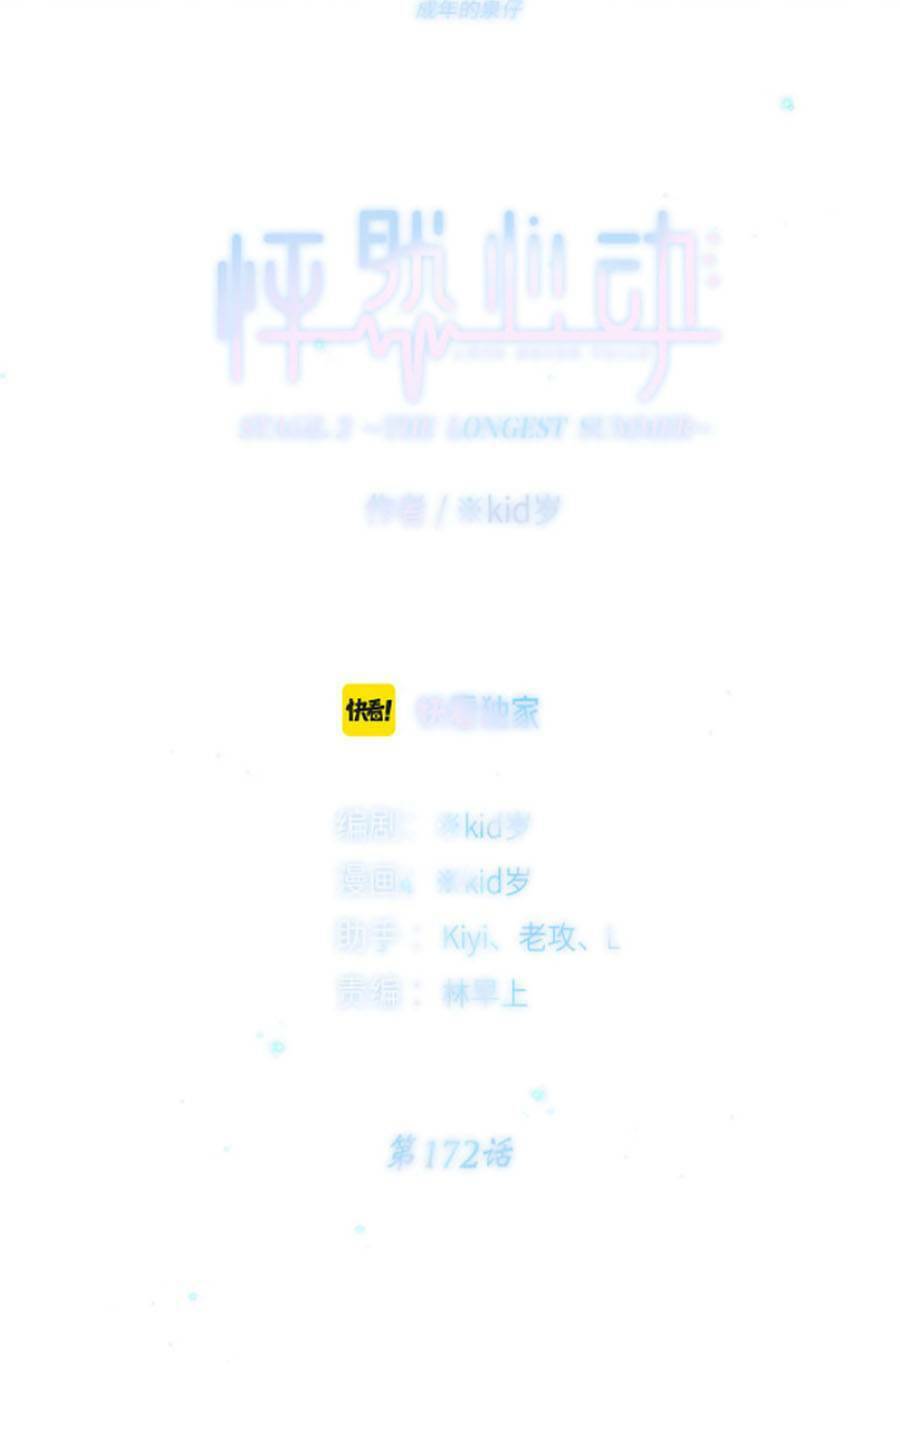 成年的泉仔
怦然心动
STAGE. 2 ~THE LONGEST SUMMER~
作者 / ※kid岁
快看! 快看独家
编剧： ※kid岁
漫画： ※kid岁
助手： Kiyi、老攻、L
责编： 林早上
第172话